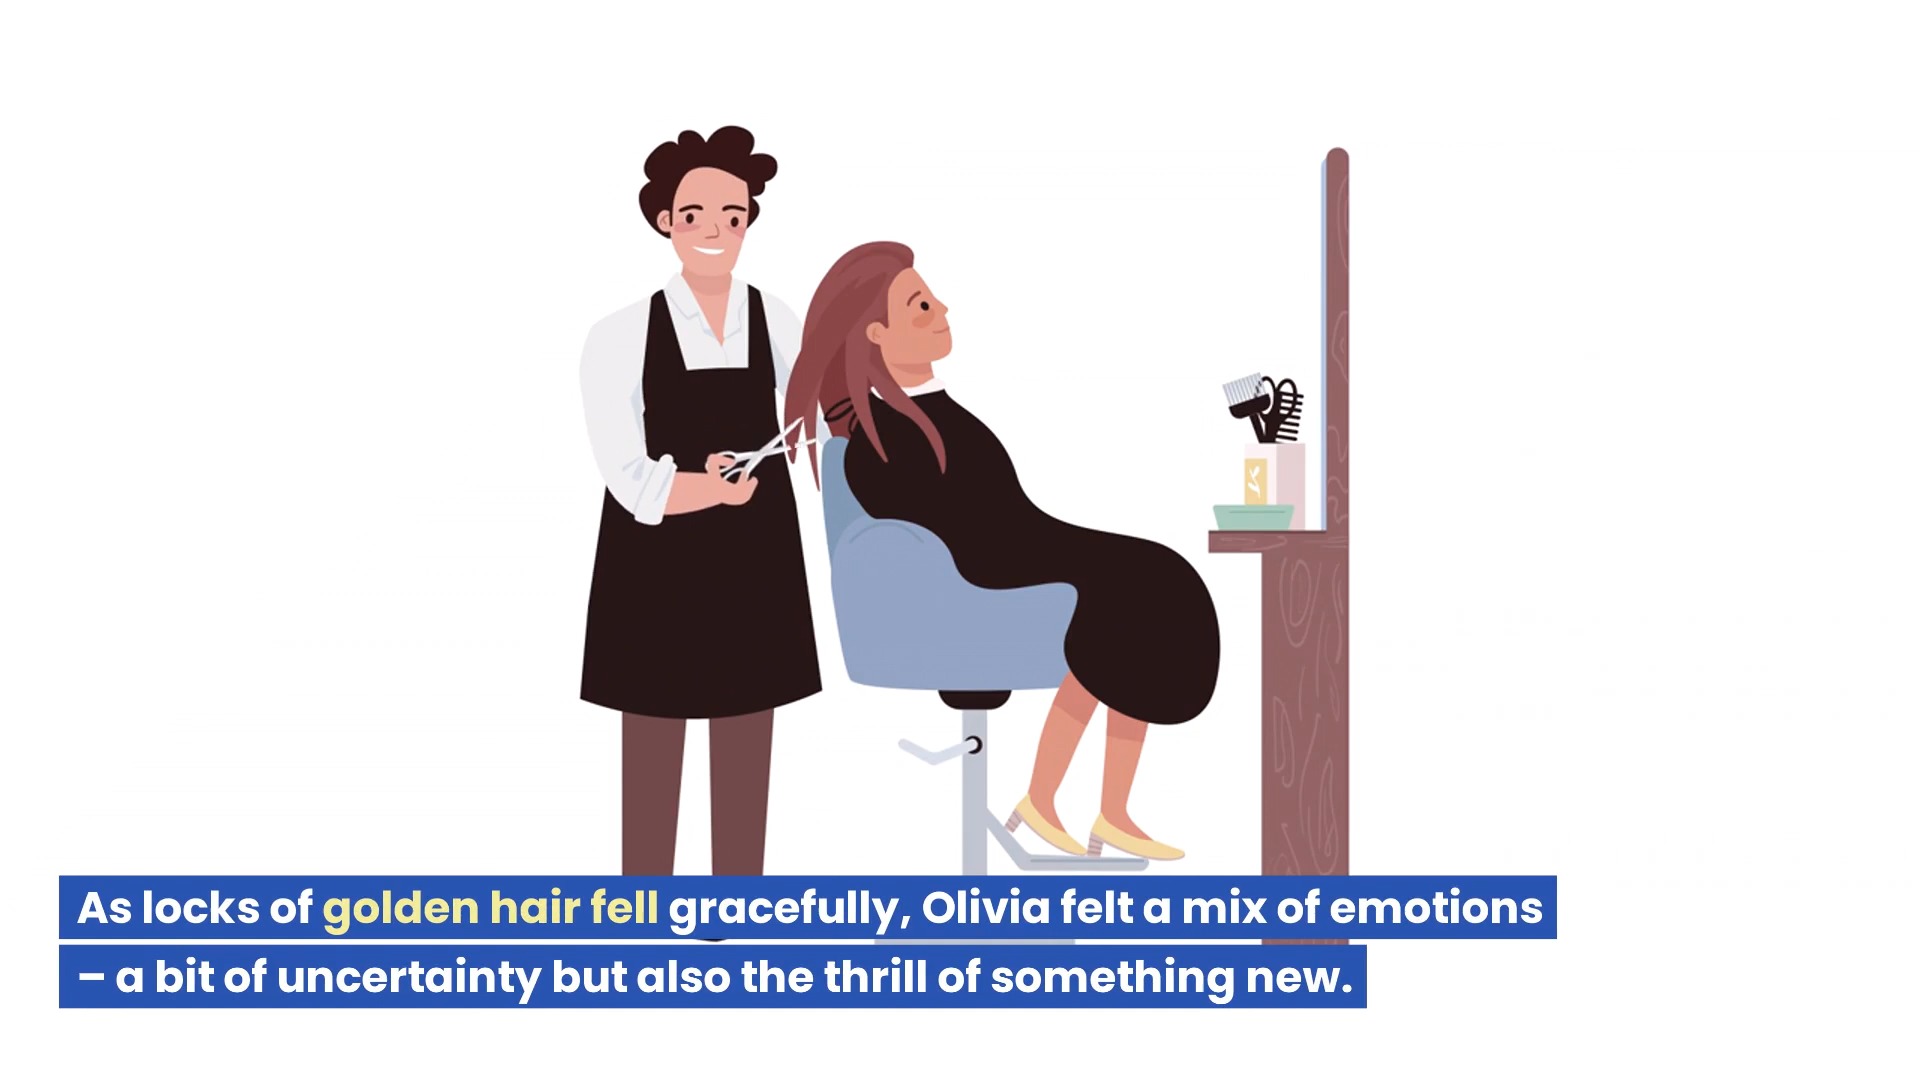 As locks of golden hair fell gracefully, Olivia felt a mix of emotions
– a bit of uncertainty but also the thrill of something new.